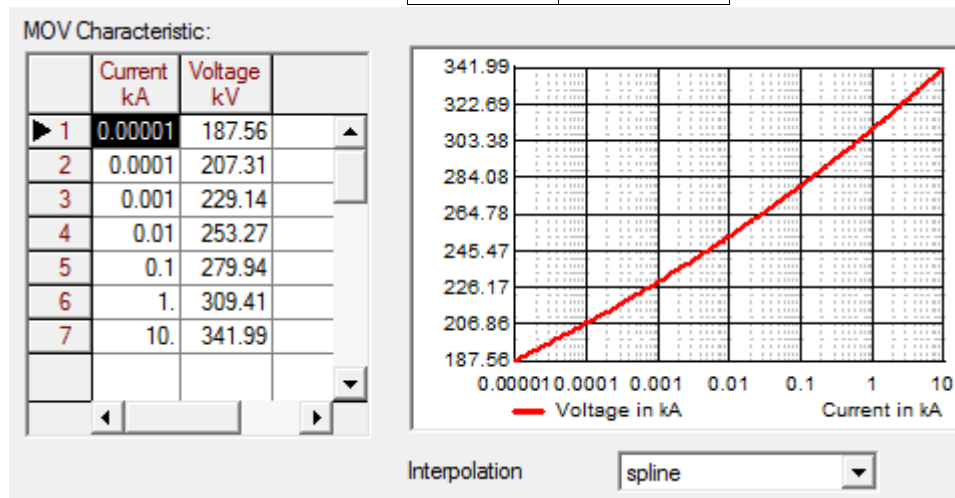 MOV Characteristic:
Current kA Voltage kV
1 0.00001 187.56
2 0.0001 207.31
3 0.001 229.14
4 0.01 253.27
5 0.1 279.94
6 1. 309.41
7 10. 341.99
341.99
322.69
303.38
284.08
264.78
245.47
226.17
206.86
187.56
0.00001 0.0001 0.001 0.01 0.1 1 10
Voltage in kA Current in kA
Interpolation spline